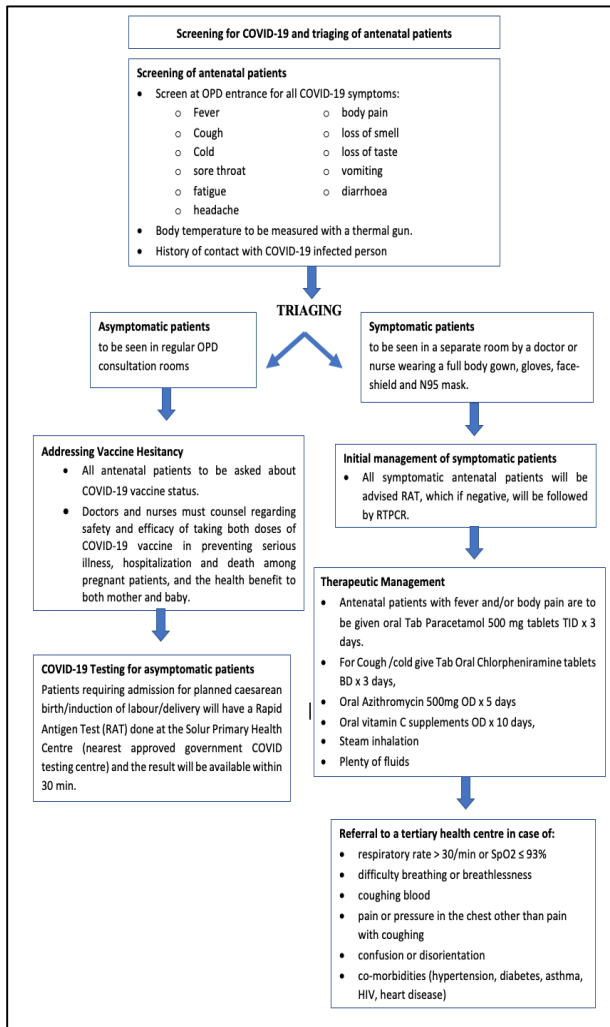 Screening for COVID-19 and triaging of antenatal patients
Screening of antenatal patients
• Screen at OPD entrance for all COVID-19 symptoms:
o Fever
o Cough
o Cold
o sore throat
o fatigue
o headache
o body pain
o loss of smell
o loss of taste
o vomiting
o diarrhoea
• Body temperature to be measured with a thermal gun.
• History of contact with COVID-19 infected person
TRIAGING
Asymptomatic patients
to be seen in regular OPD
consultation rooms
Addressing Vaccine Hesitancy
• All antenatal patients to be asked about
COVID-19 vaccine status.
• Doctors and nurses must counsel regarding
safety and efficacy of taking both doses of
COVID-19 vaccine in preventing serious
illness, hospitalization and death among
pregnant patients, and the health benefit to
both mother and baby.
COVID-19 Testing for asymptomatic patients
Patients requiring admission for planned caesarean
birth/induction of labour/delivery will have a Rapid
Antigen Test (RAT) done at the Solur Primary Health
Centre (nearest approved government COVID
testing centre) and the result will be available within
30 min.
Symptomatic patients
to be seen in a separate room by a doctor or
nurse wearing a full body gown, gloves, face-
shield and N95 mask.
Initial management of symptomatic patients
• All symptomatic antenatal patients will be
advised RAT, which if negative, will be followed
by RTPCR.
Therapeutic Management
• Antenatal patients with fever and/or body pain are to
be given oral Tab Paracetamol 500 mg tablets TID x 3
days.
• For Cough /cold give Tab Oral Chlorpheniramine tablets
BD x 3 days,
• Oral Azithromycin 500mg OD x 5 days
• Oral vitamin C supplements OD x 10 days,
• Steam inhalation
• Plenty of fluids
Referral to a tertiary health centre in case of:
• respiratory rate > 30/min or SpO2 ≤ 93%
• difficulty breathing or breathlessness
• coughing blood
• pain or pressure in the chest other than pain
with coughing
• confusion or disorientation
• co-morbidities (hypertension, diabetes, asthma,
HIV, heart disease)